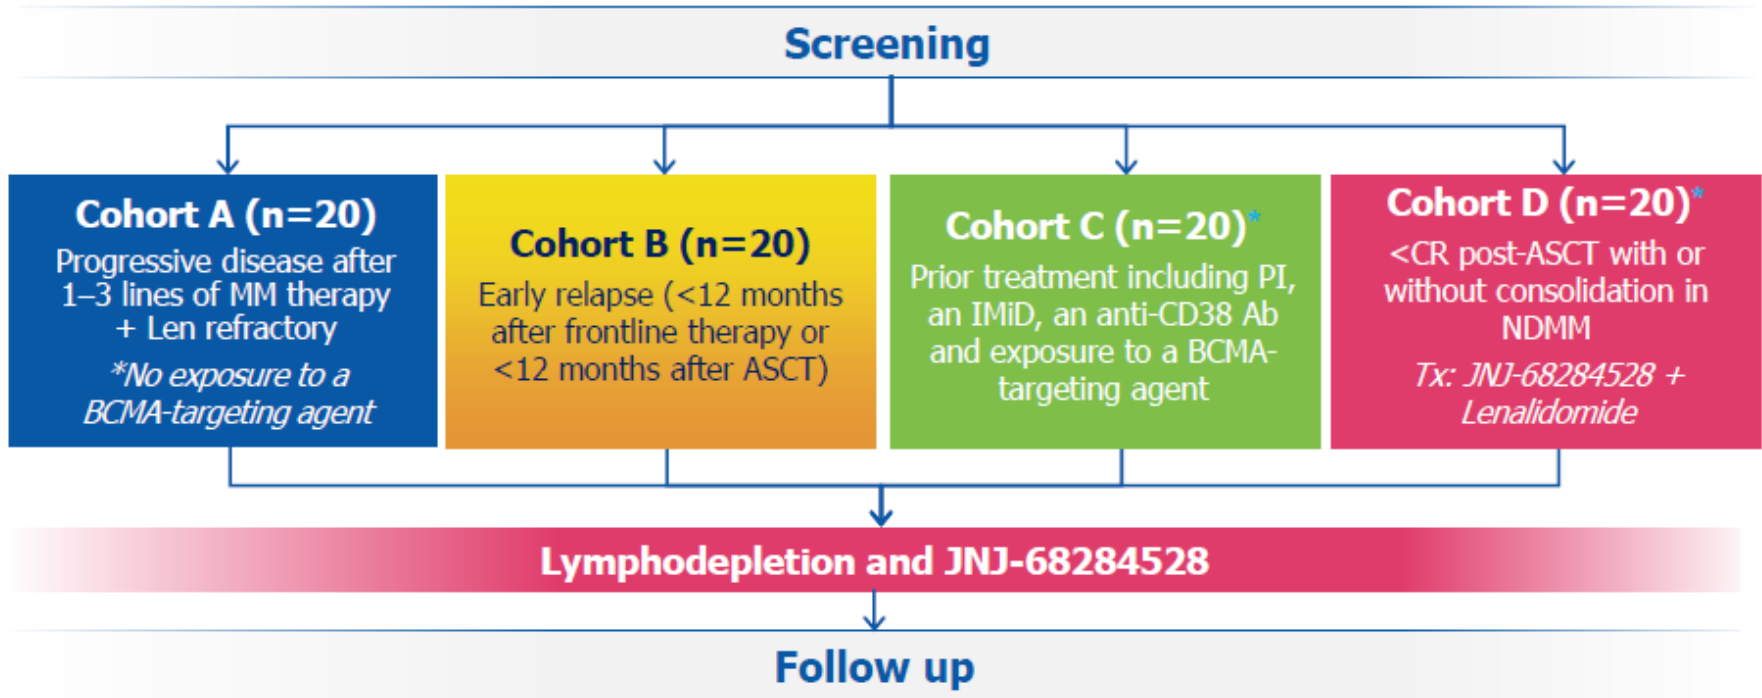 Screening
Cohort A (n=20)
Progressive disease after
1–3 lines of MM therapy
+ Len refractory
*No exposure to a
BCMA-targeting agent
Cohort B (n=20)
Early relapse (<12 months
after frontline therapy or
<12 months after ASCT)
Cohort C (n=20)*
Prior treatment including PI,
an IMiD, an anti-CD38 Ab
and exposure to a BCMA-
targeting agent
Cohort D (n=20)*
<CR post-ASCT with or
without consolidation in
NDMM
Tx: JNJ-68284528 +
Lenalidomide
Lymphodepletion and JNJ-68284528
Follow up